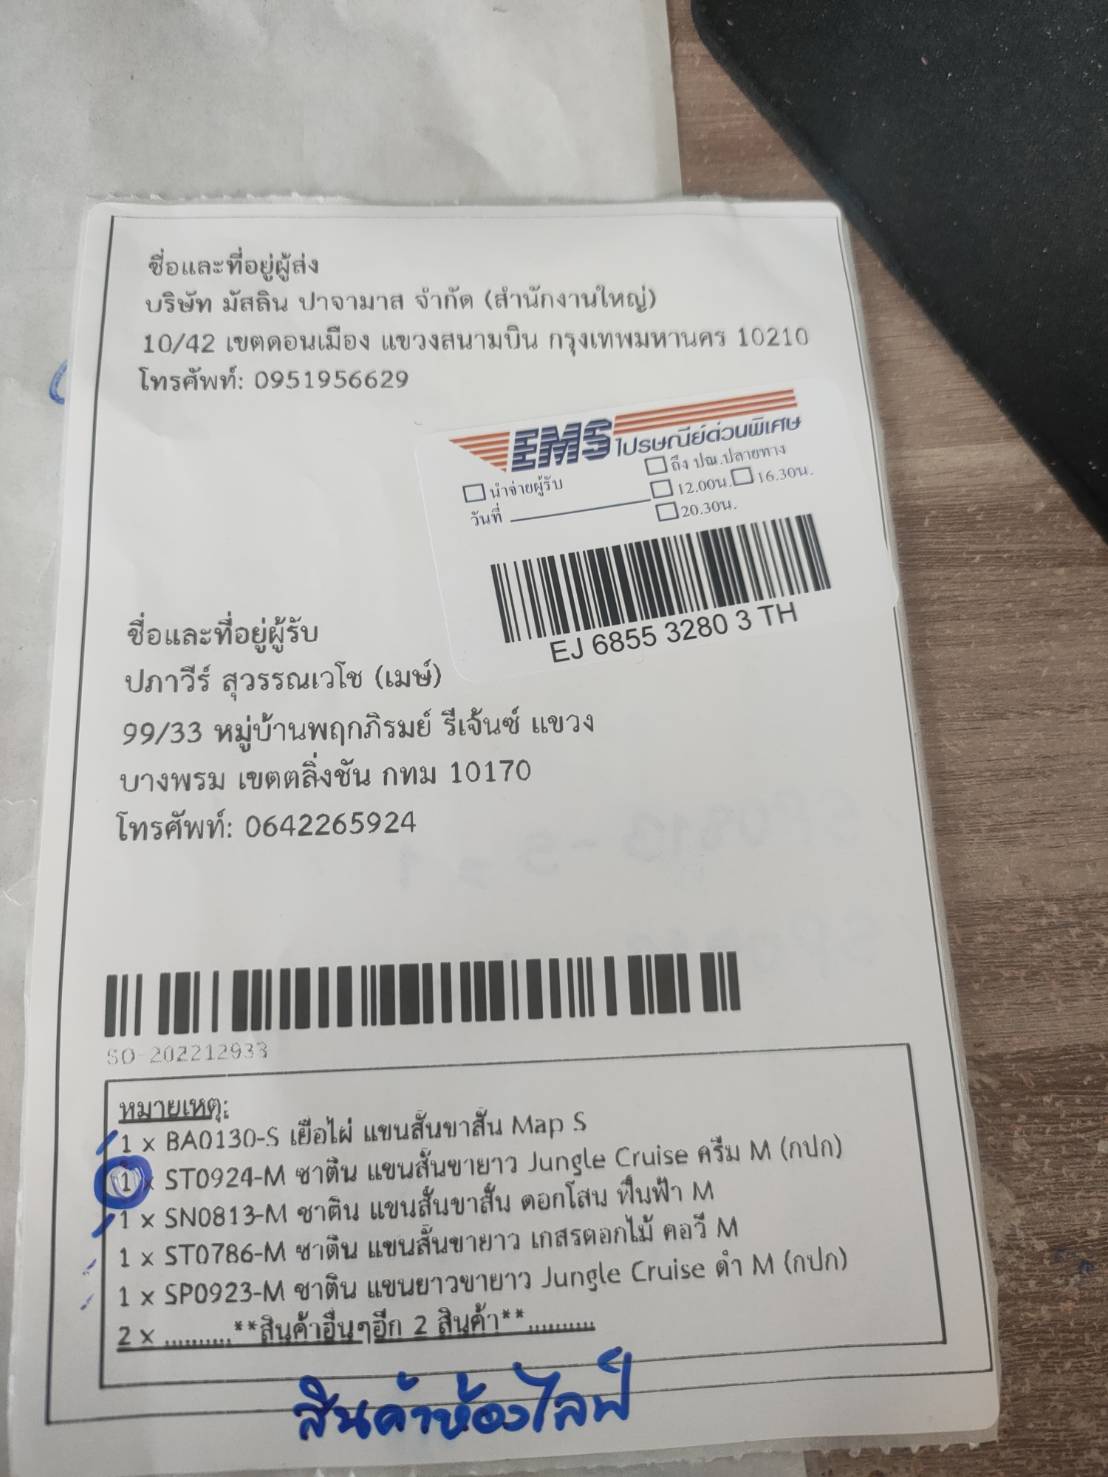 ชื่อและที่อยู่ผู้ส่ง
บริษัท มัสลิน ปาจามาส จำกัด (สำนักงานใหญ่)
10/42 เขตดอนเมือง แขวงสนามบิน กรุงเทพมหานคร 10210
โทรศัพท์: 0951956629
EMS ไปรษณีย์ด่วนพิเศษ
นำจ่ายผู้รับ ถึง ปณ.ปลายทาง
วันที่ 12.00น. 16.30น.
20.30น.
EJ 6855 3280 3 TH
ชื่อและที่อยู่ผู้รับ
ปภาวีร์ สุวรรณเวโช (เมษ์)
99/33 หมู่บ้านพฤกภิรมย์ รีเจ้นซ์ แขวง
บางพรม เขตตลิ่งชัน กทม 10170
โทรศัพท์: 0642265924
SO-202212933
หมายเหตุ:
1 x BA0130-S เยื่อไผ่ แขนสั้นขาสั้น Map S
1 x ST0924-M ซาติน แขนสั้นขายาว Jungle Cruise ครีม M (กปก)
1 x SN0813-M ซาติน แขนสั้นขาสั้น ดอกโสน พื้นฟ้า M
1 x ST0786-M ซาติน แขนสั้นขายาว เกสรดอกไม้ คอวี M
1 x SP0923-M ซาติน แขนยาวขายาว Jungle Cruise ดำ M (กปก)
2 x ..........**สินค้าอื่นๆอีก 2 สินค้า**..........
สินค้าห้องไลฟ์